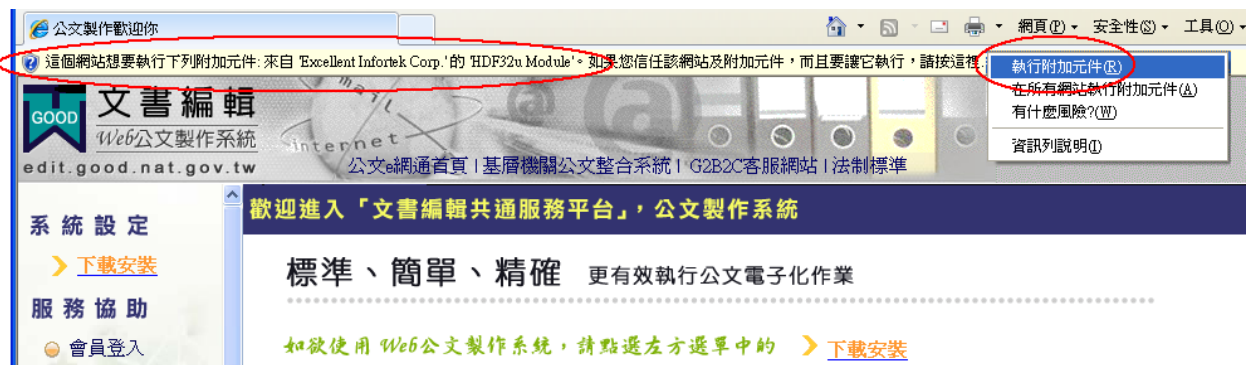 公文製作歡迎你
網頁(P) 安全性(S) 工具(O)
這個網站想要執行下列附加元件: 來自 'Excellent Infortek Corp.'的 'HDF32u Module'。如果您信任該網站及附加元件，而且要讓它執行，請按這裡
執行附加元件(R)
在所有網站執行附加元件(A)
有什麼風險?(W)
資訊列說明(I)
GOOD 文書編輯
Web公文製作系統
edit.good.nat.gov.tw
mail
internet
公文e網通首頁 | 基層機關公文整合系統 | G2B2C客服網站 | 法制標準
系統設定
下載安裝
服務協助
會員登入
歡迎進入「文書編輯共通服務平台」，公文製作系統
標準、簡單、精確 更有效執行公文電子化作業
如欲使用 Web公文製作系統，請點選左方選單中的 下載安裝